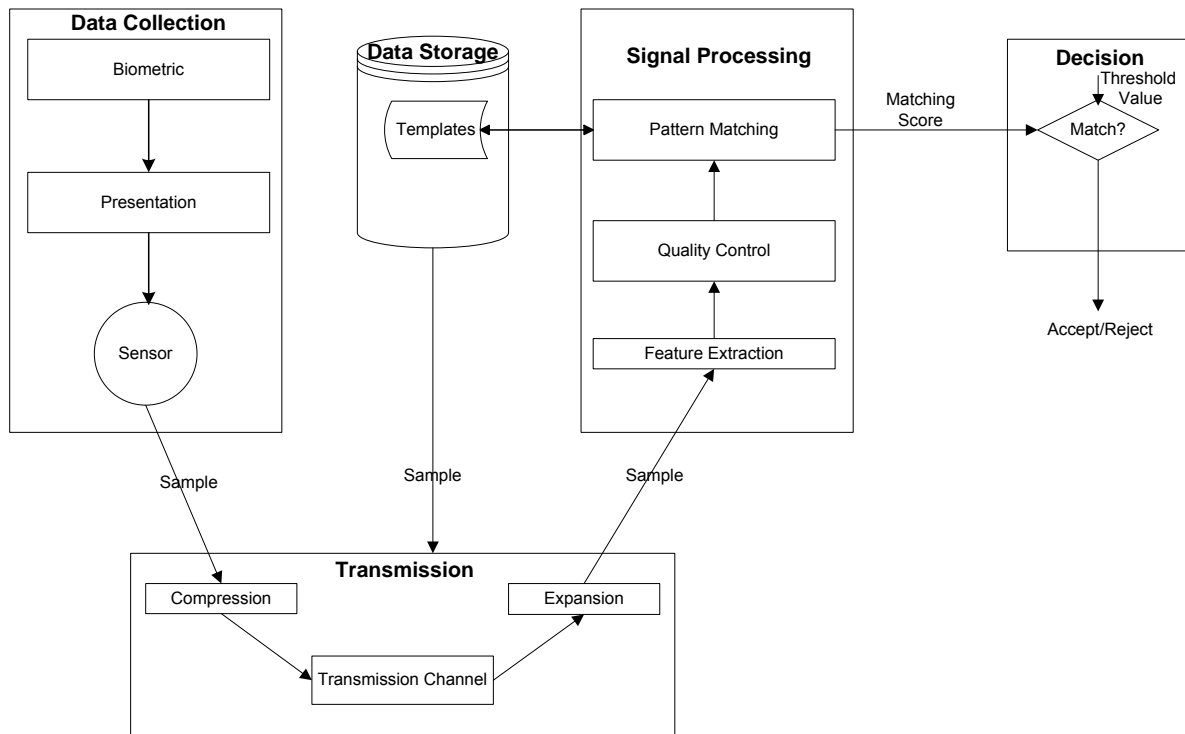 Data Collection
Biometric
Presentation
Sensor
Sample
Data Storage
Templates
Sample
Signal Processing
Pattern Matching
Quality Control
Feature Extraction
Sample
Matching
Score
Decision
Threshold
Value
Match?
Accept/Reject
Transmission
Compression
Expansion
Transmission Channel